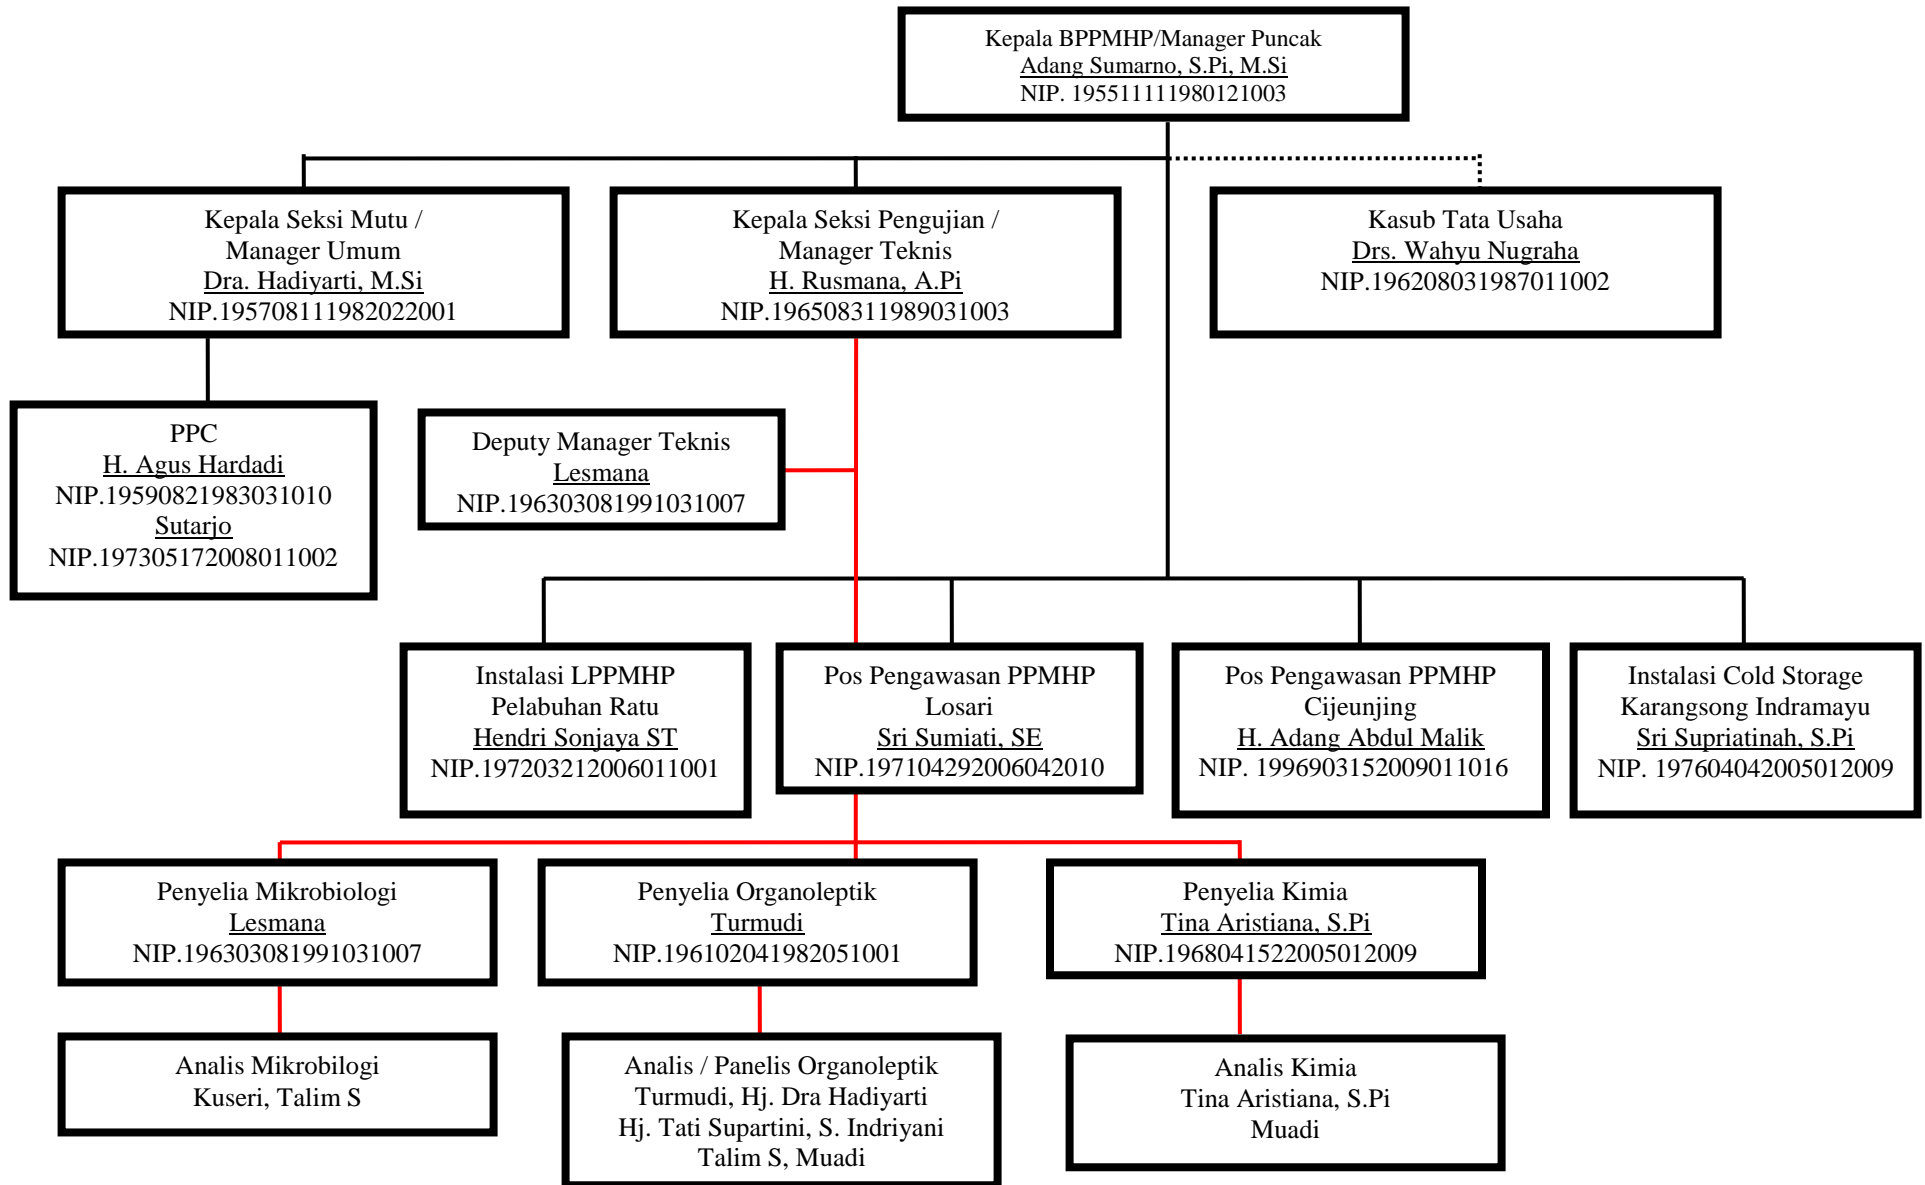 Kepala BPPMHP/Manager Puncak
Adang Sumarno, S.Pi, M.Si
NIP. 195511111980121003
Kepala Seksi Mutu /
Manager Umum
Dra. Hadiyarti, M.Si
NIP.195708111982022001
Kepala Seksi Pengujian /
Manager Teknis
H. Rusmana, A.Pi
NIP.196508311989031003
Kasub Tata Usaha
Drs. Wahyu Nugraha
NIP.196208031987011002
PPC
H. Agus Hardadi
NIP.19590821983031010
Sutarjo
NIP.197305172008011002
Deputy Manager Teknis
Lesmana
NIP.196303081991031007
Instalasi LPPMHP
Pelabuhan Ratu
Hendri Sonjaya ST
NIP.197203212006011001
Pos Pengawasan PPMHP
Losari
Sri Sumiati, SE
NIP.197104292006042010
Pos Pengawasan PPMHP
Cijeunjing
H. Adang Abdul Malik
NIP. 1996903152009011016
Instalasi Cold Storage
Karangsong Indramayu
Sri Supriatinah, S.Pi
NIP. 197604042005012009
Penyelia Mikrobiologi
Lesmana
NIP.196303081991031007
Penyelia Organoleptik
Turmudi
NIP.196102041982051001
Penyelia Kimia
Tina Aristiana, S.Pi
NIP.1968041522005012009
Analis Mikrobilogi
Kuseri, Talim S
Analis / Panelis Organoleptik
Turmudi, Hj. Dra Hadiyarti
Hj. Tati Supartini, S. Indriyani
Talim S, Muadi
Analis Kimia
Tina Aristiana, S.Pi
Muadi